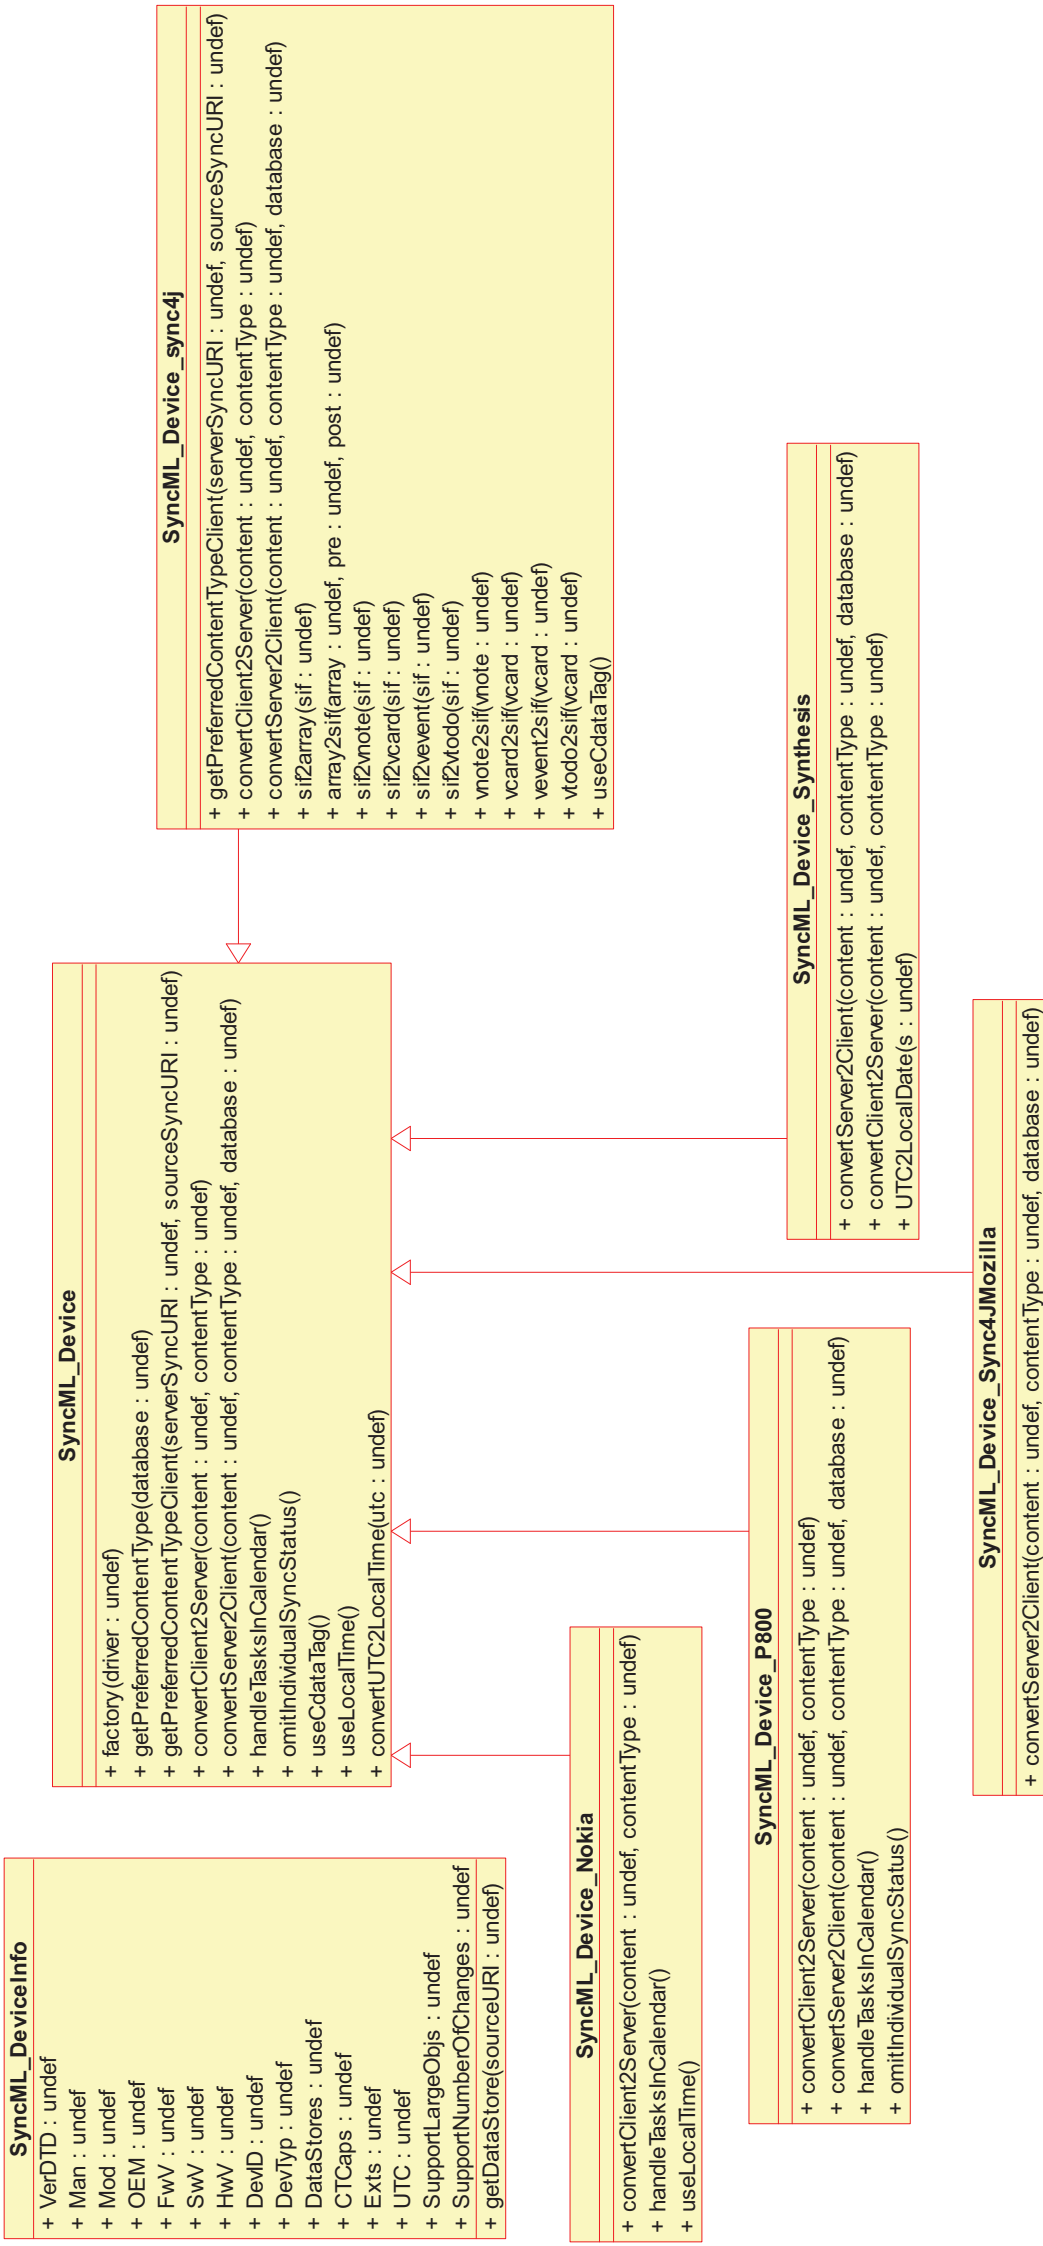 SyncML_DeviceInfo
+ VerDTD : undef
+ Man : undef
+ Mod : undef
+ OEM : undef
+ FwV : undef
+ SwV : undef
+ HwV : undef
+ DevID : undef
+ DevTyp : undef
+ DataStores : undef
+ CTCaps : undef
+ Exts : undef
+ UTC : undef
+ SupportLargeObjs : undef
+ SupportNumberOfChanges : undef
+ getDataStore(sourceURI : undef)
SyncML_Device
+ factory(driver : undef)
+ getPreferredContentType(database : undef)
+ getPreferredContentTypeClient(serverSyncURI : undef, sourceSyncURI : undef)
+ convertClient2Server(content : undef, contentType : undef)
+ convertServer2Client(content : undef, contentType : undef, database : undef)
+ handleTasksInCalendar()
+ omitIndividualSyncStatus()
+ useCdataTag()
+ useLocalTime()
+ convertUTC2LocalTime(utc : undef)
SyncML_Device_sync4j
+ getPreferredContentTypeClient(serverSyncURI : undef, sourceSyncURI : undef)
+ convertClient2Server(content : undef, contentType : undef)
+ convertServer2Client(content : undef, contentType : undef, database : undef)
+ sif2array(sif : undef)
+ array2sif(array : undef, pre : undef, post : undef)
+ sif2vnote(sif : undef)
+ sif2vcard(sif : undef)
+ sif2vevent(sif : undef)
+ sif2vtodo(sif : undef)
+ vnote2sif(vnote : undef)
+ vcard2sif(vcard : undef)
+ vevent2sif(vcard : undef)
+ vtodo2sif(vcard : undef)
+ useCdataTag()
SyncML_Device_Nokia
+ convertClient2Server(content : undef, contentType : undef)
+ handleTasksInCalendar()
+ useLocalTime()
SyncML_Device_P800
+ convertClient2Server(content : undef, contentType : undef)
+ convertServer2Client(content : undef, contentType : undef, database : undef)
+ handleTasksInCalendar()
+ omitIndividualSyncStatus()
SyncML_Device_Synthesis
+ convertServer2Client(content : undef, contentType : undef, database : undef)
+ convertClient2Server(content : undef, contentType : undef)
+ UTC2LocalDate(s : undef)
SyncML_Device_Sync4JMozilla
+ convertServer2Client(content : undef, contentType : undef, database : undef)